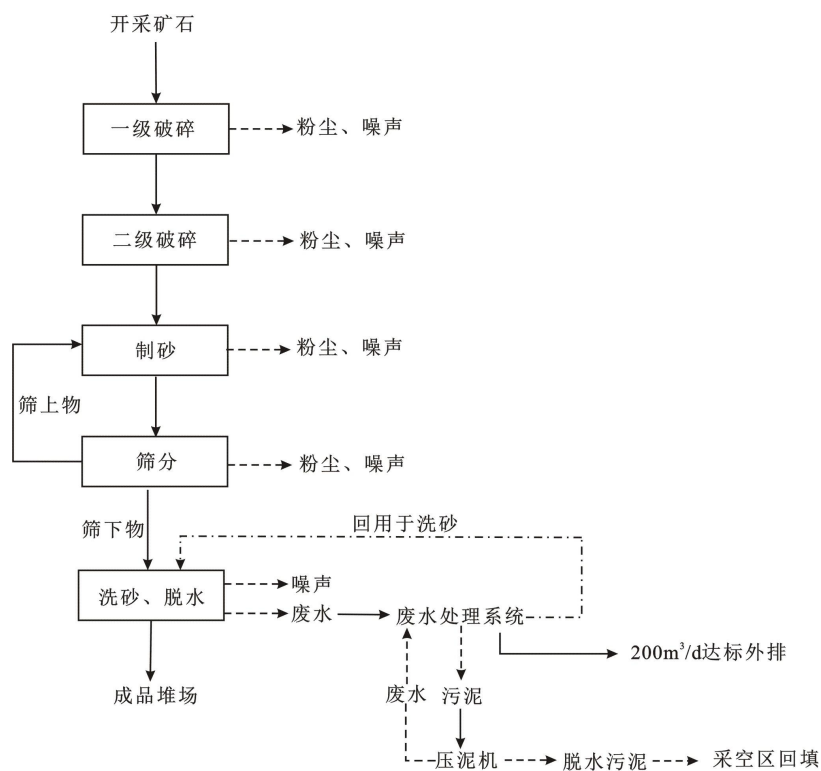 开采矿石
一级破碎
粉尘、噪声
二级破碎
粉尘、噪声
制砂
粉尘、噪声
筛上物
筛分
粉尘、噪声
筛下物
回用于洗砂
洗砂、脱水
噪声
废水
废水处理系统
200m³/d达标外排
成品堆场
废水
污泥
压泥机
脱水污泥
采空区回填